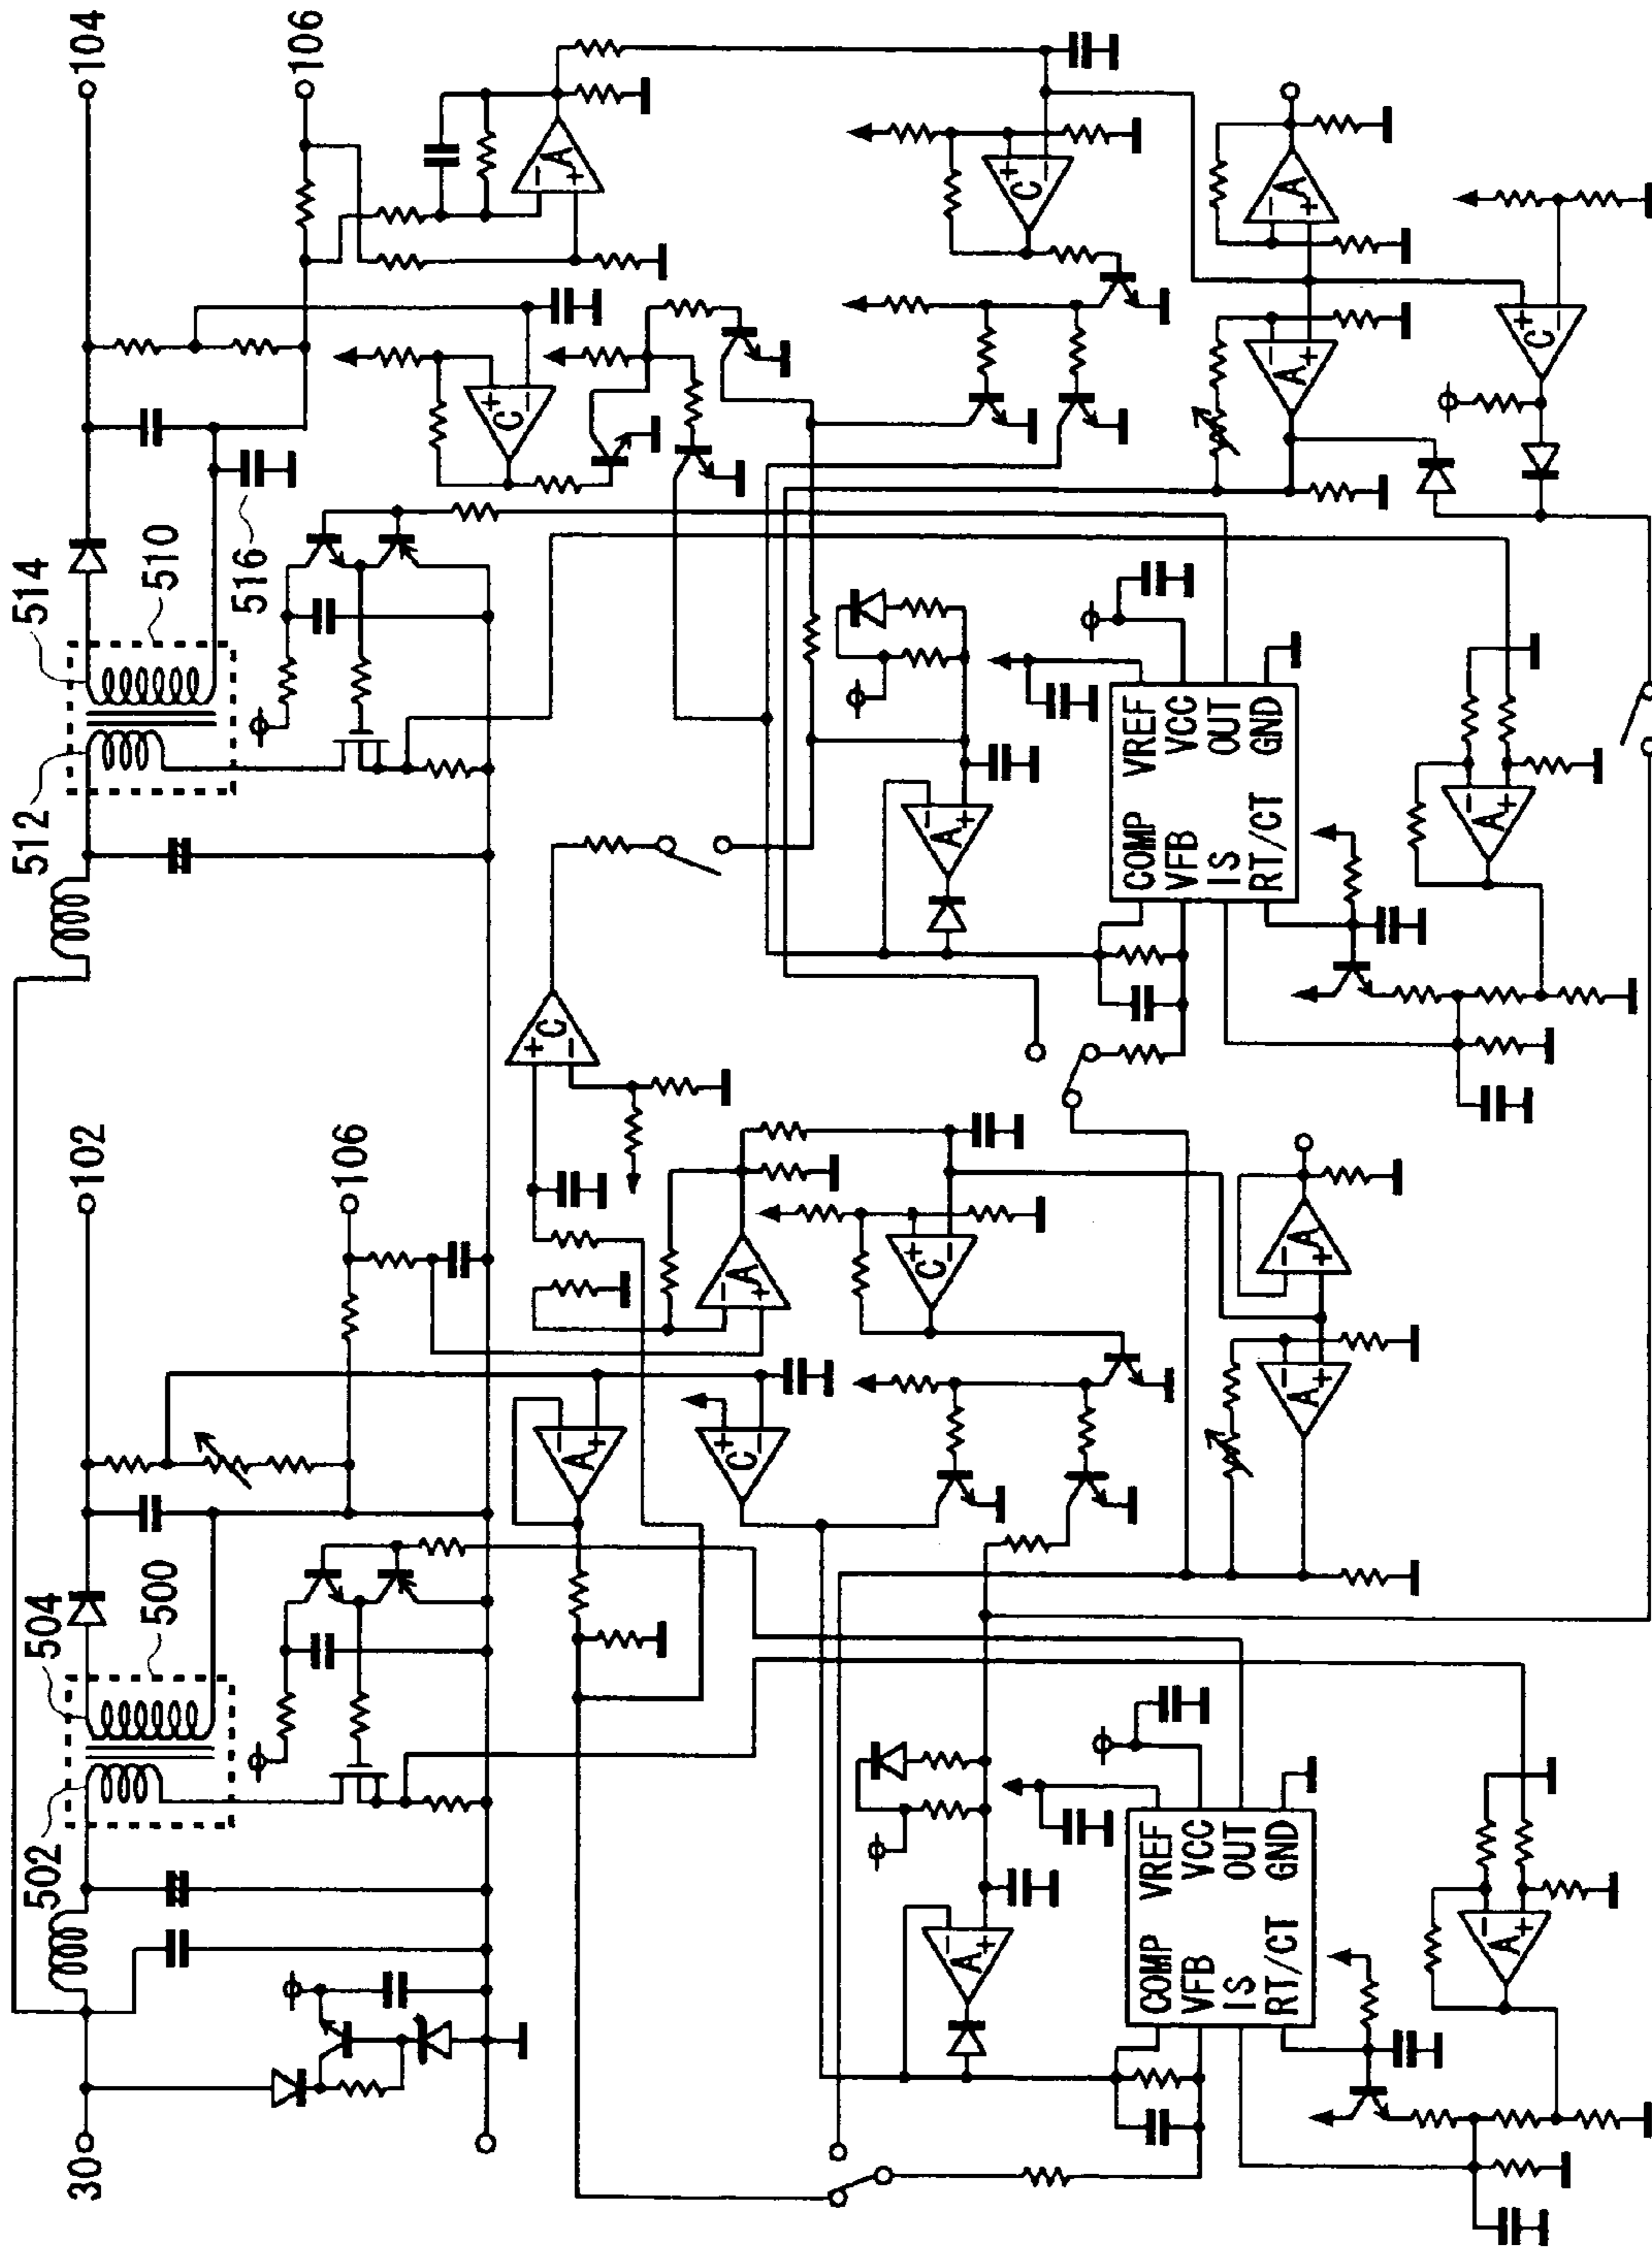 30
502
504
500
102
106
512
514
510
516
104
106
− A +
+ C −
− A +
+ C −
− A +
− A +
− A +
COMP VREF
VFB VCC
IS OUT
RT/CT GND
− A +
+ C −
+ C −
− A +
+ C −
− A +
− A +
− A +
+ C −
COMP VREF
VFB VCC
IS OUT
RT/CT GND
− A +